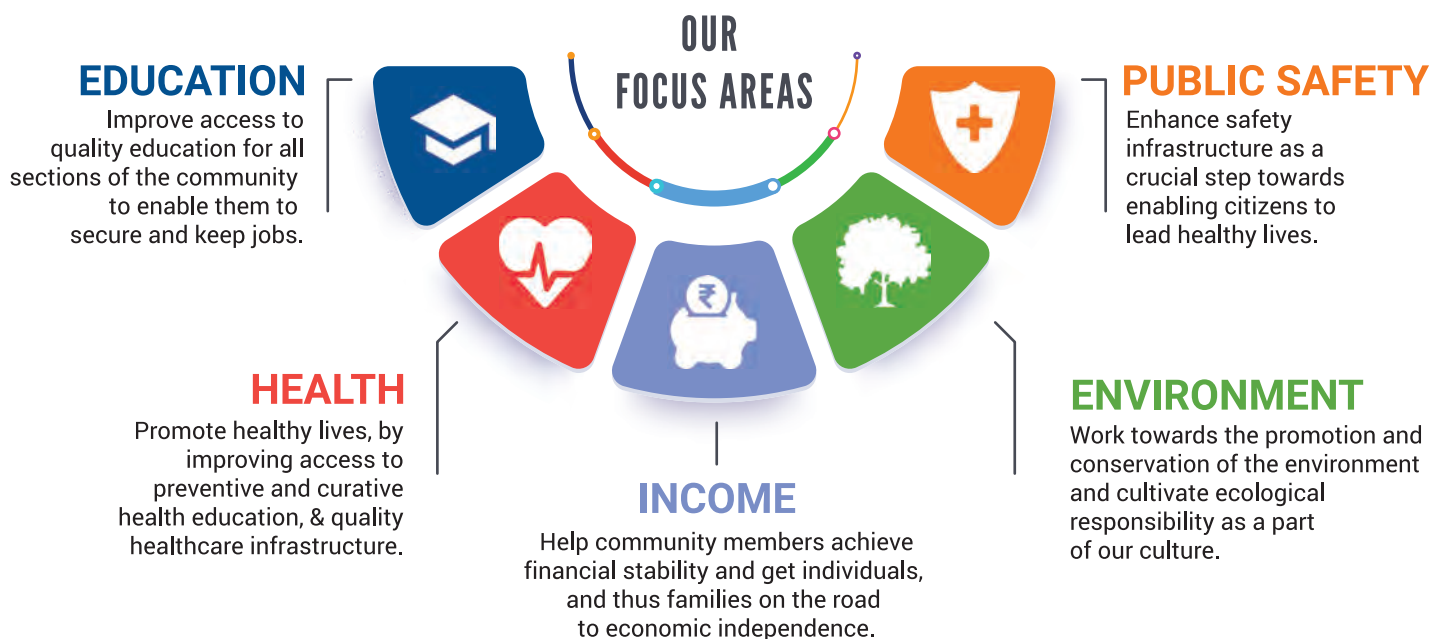 OUR
FOCUS AREAS
EDUCATION
Improve access to
quality education for all
sections of the community
to enable them to
secure and keep jobs.
HEALTH
Promote healthy lives, by
improving access to
preventive and curative
health education, & quality
healthcare infrastructure.
₹
INCOME
Help community members achieve
financial stability and get individuals,
and thus families on the road
to economic independence.
ENVIRONMENT
Work towards the promotion and
conservation of the environment
and cultivate ecological
responsibility as a part
of our culture.
PUBLIC SAFETY
Enhance safety
infrastructure as a
crucial step towards
enabling citizens to
lead healthy lives.